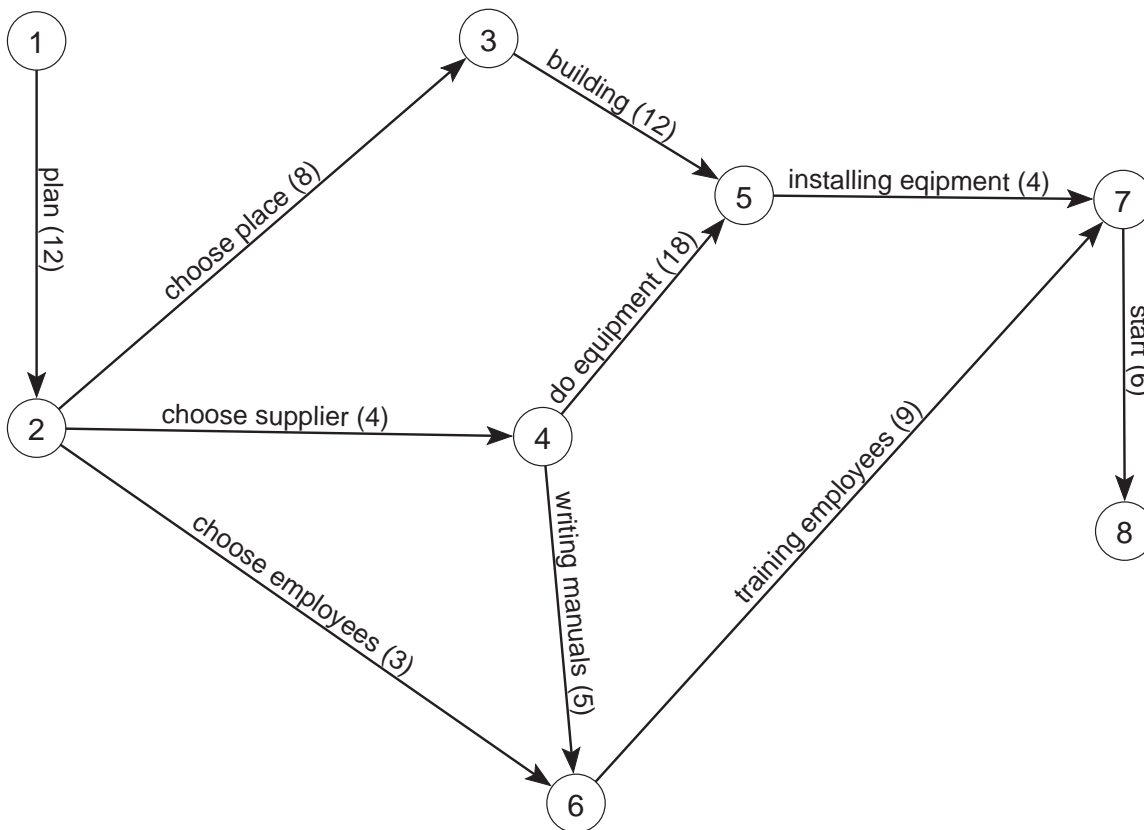 1
3
building (12)
plan (12)
choose place (8)
5
installing eqipment (4)
7
do equipment (18)
start (6)
2
choose supplier (4)
4
choose employees (3)
writing manuals (5)
training employees (9)
8
6